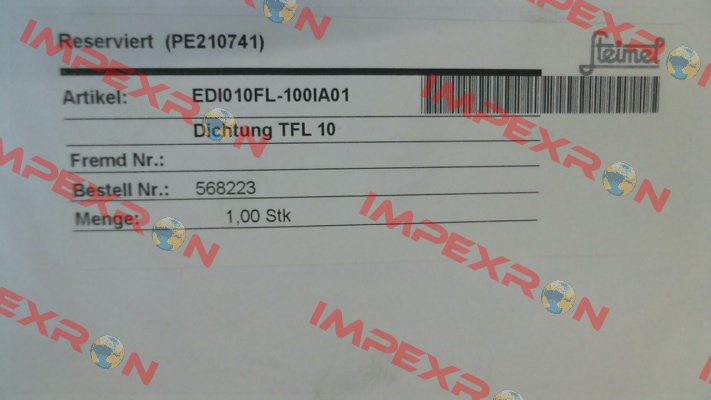 Reserviert (PE210741)
Steimel
Artikel: EDI010FL-100IA01
Dichtung TFL 10
Fremd Nr.:
Bestell Nr.: 568223
Menge: 1,00 Stk
IMPEXRON
IMPEXRON
IMPEXRON
IMPEXRON
IMPEXRON
IMPEXRON